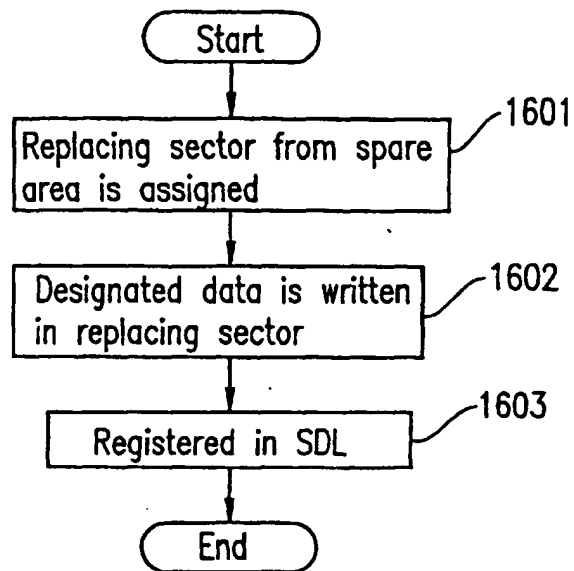 Start
1601
Replacing sector from spare
area is assigned
1602
Designated data is written
in replacing sector
1603
Registered in SDL
End